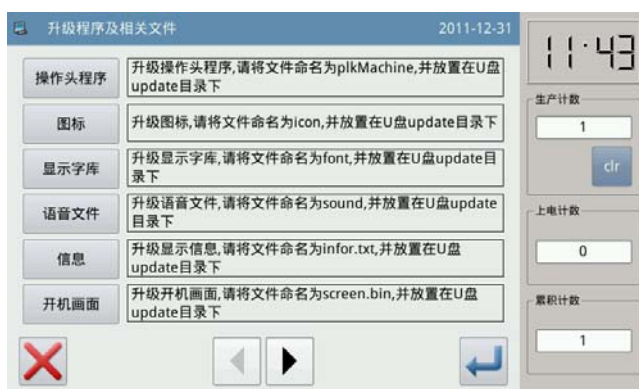 升级程序及相关文件 2011-12-31
操作头程序
升级操作头程序,请将文件命名为plkMachine,并放置在U盘
update目录下
图标
升级图标,请将文件命名为icon,并放置在U盘update目录下
显示字库
升级显示字库,请将文件命名为font,并放置在U盘update目
录下
语音文件
升级语音文件,请将文件命名为sound,并放置在U盘update
目录下
信息
升级显示信息,请将文件命名为infor.txt,并放置在U盘
update目录下
开机画面
升级开机画面,请将文件命名为screen.bin,并放置在U盘
update目录下
11:43
生产计数
1
clr
上电计数
0
累积计数
1